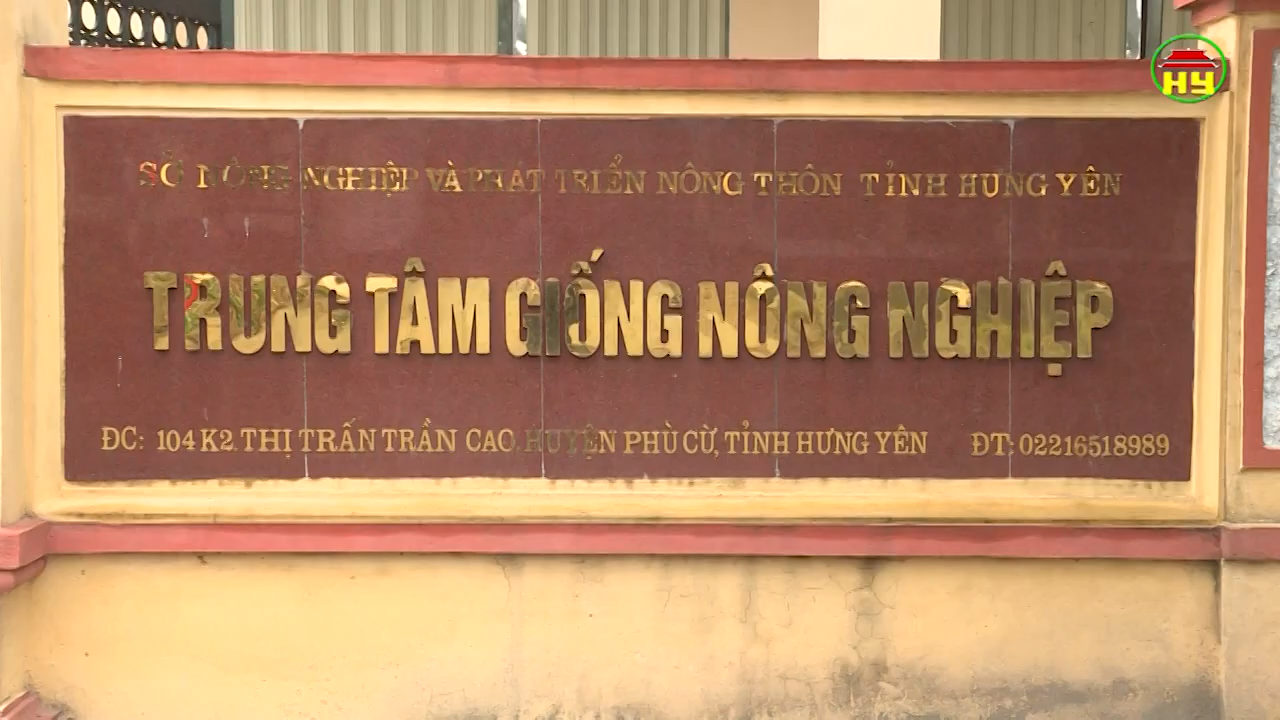 HY
SỞ NÔNG NGHIỆP VÀ PHÁT TRIỂN NÔNG THÔN TỈNH HƯNG YÊN
TRUNG TÂM GIỐNG NÔNG NGHIỆP
ĐC: 104 K2. THỊ TRẤN TRẦN CAO. HUYỆN PHÙ CỪ, TỈNH HƯNG YÊN ĐT: 02216518989